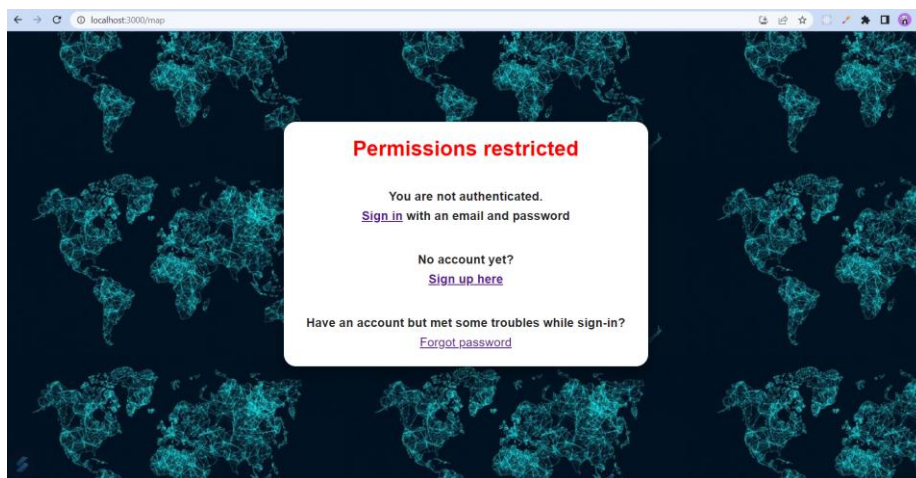 localhost:3000/map
Permissions restricted
You are not authenticated.
Sign in with an email and password
No account yet?
Sign up here
Have an account but met some troubles while sign-in?
Forgot password